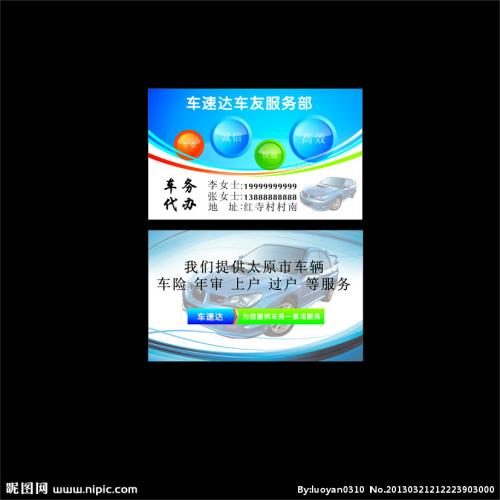 车速达车友服务部
诚信
高效
车务
代办
李女士:19999999999
张女士:13888888888
地 址:红寺村村南
我们提供太原市车辆
车险 年审 上户 过户 等服务
车速达
为您提供车务一条龙服务
昵图网 www.nipic.com
By:luoyan0310 No.20130321212223903000